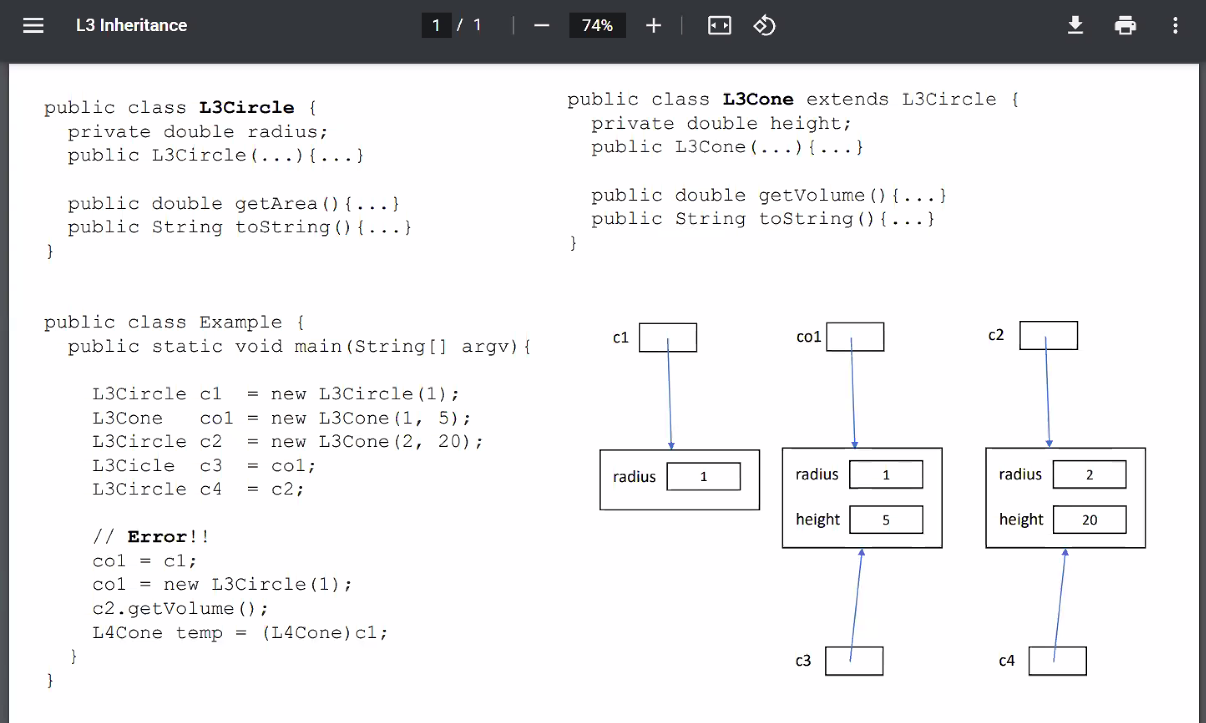 L3 Inheritance
1 / 1
74%
public class L3Circle {
private double radius;
public L3Circle(...){...}
public double getArea(){...}
public String toString(){...}
}
public class L3Cone extends L3Circle {
private double height;
public L3Cone(...){...}
public double getVolume(){...}
public String toString(){...}
}
public class Example {
public static void main(String[] argv){
L3Circle c1 = new L3Circle(1);
L3Cone co1 = new L3Cone(1, 5);
L3Circle c2 = new L3Cone(2, 20);
L3Cicle c3 = co1;
L3Circle c4 = c2;
// Error!!
co1 = c1;
co1 = new L3Circle(1);
c2.getVolume();
L4Cone temp = (L4Cone)c1;
}
}
c1
co1
c2
radius 1
radius 1
height 5
radius 2
height 20
c3
c4